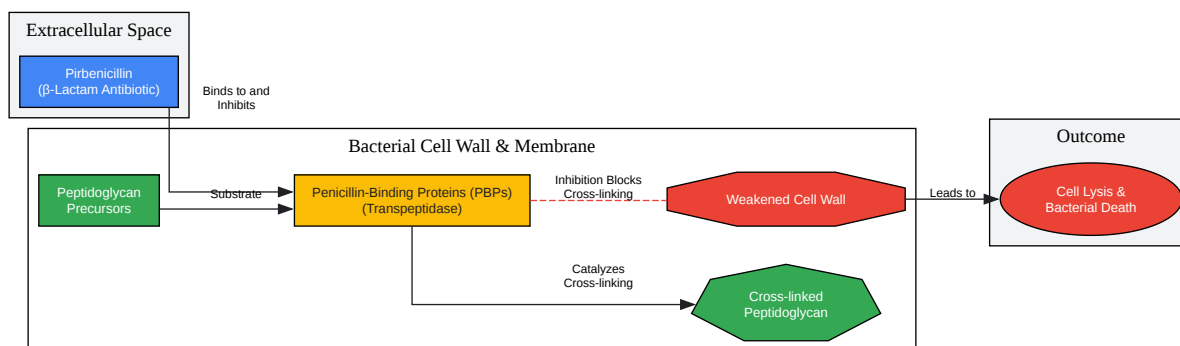 Extracellular Space
Pirbenicillin
(β-Lactam Antibiotic)
Binds to and
Inhibits
Bacterial Cell Wall & Membrane
Peptidoglycan
Precursors
Substrate
Penicillin-Binding Proteins (PBPs)
(Transpeptidase)
Inhibition Blocks
Cross-linking
Weakened Cell Wall
Leads to
Outcome
Cell Lysis &
Bacterial Death
Catalyzes
Cross-linking
Cross-linked
Peptidoglycan